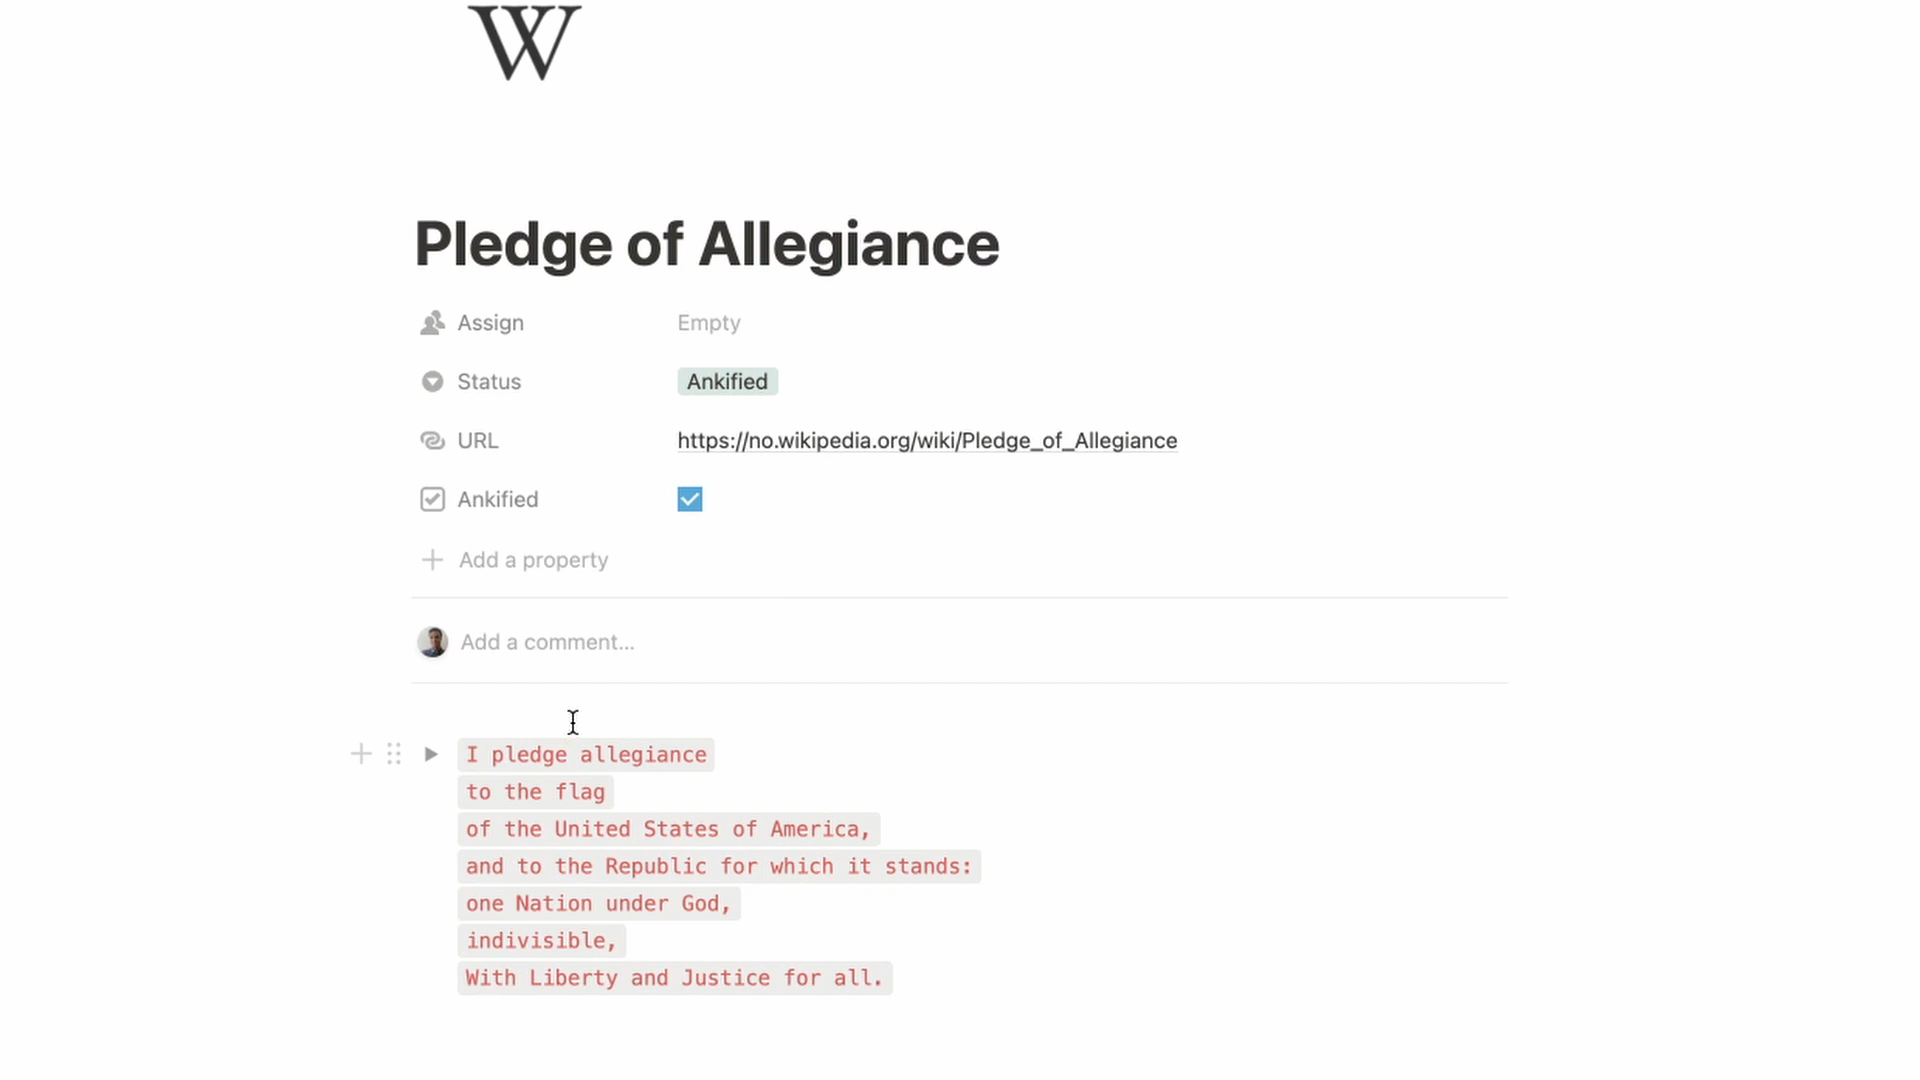 W
Pledge of Allegiance
Assign Empty
Status Ankified
URL https://no.wikipedia.org/wiki/Pledge_of_Allegiance
Ankified
Add a property
Add a comment...
I pledge allegiance
to the flag
of the United States of America,
and to the Republic for which it stands:
one Nation under God,
indivisible,
With Liberty and Justice for all.